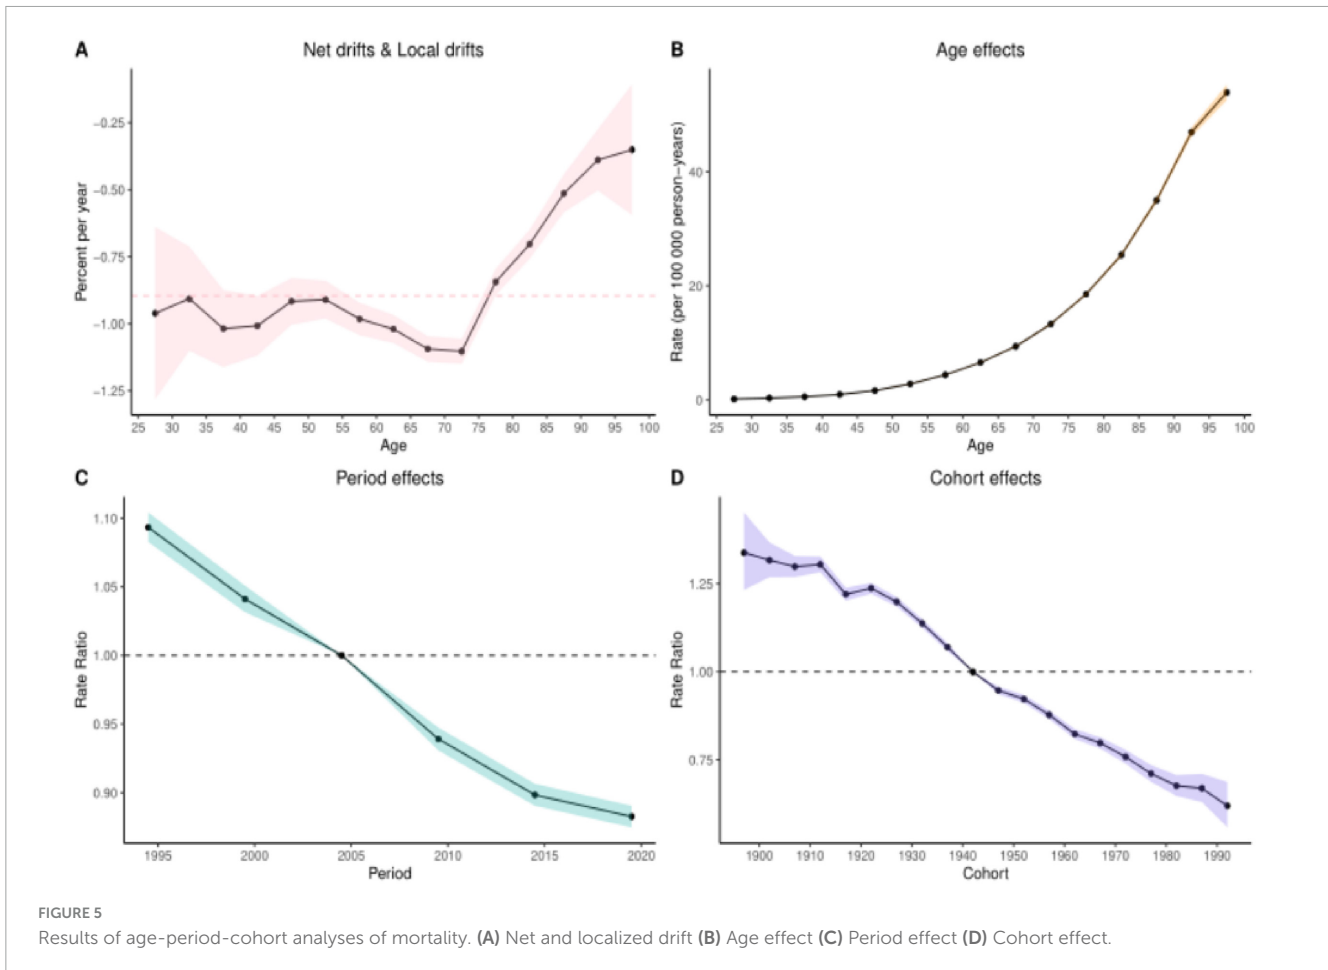 A
Net drifts & Local drifts
Percent per year
−0.25
−0.50
−0.75
−1.00
−1.25
25 30 35 40 45 50 55 60 65 70 75 80 85 90 95 100
Age
B
Age effects
Rate (per 100 000 person−years)
40
20
0
25 30 35 40 45 50 55 60 65 70 75 80 85 90 95 100
Age
C
Period effects
Rate Ratio
1.10
1.05
1.00
0.95
0.90
1995 2000 2005 2010 2015 2020
Period
D
Cohort effects
Rate Ratio
1.25
1.00
0.75
1900 1910 1920 1930 1940 1950 1960 1970 1980 1990
Cohort
FIGURE 5
Results of age-period-cohort analyses of mortality. (A) Net and localized drift (B) Age effect (C) Period effect (D) Cohort effect.